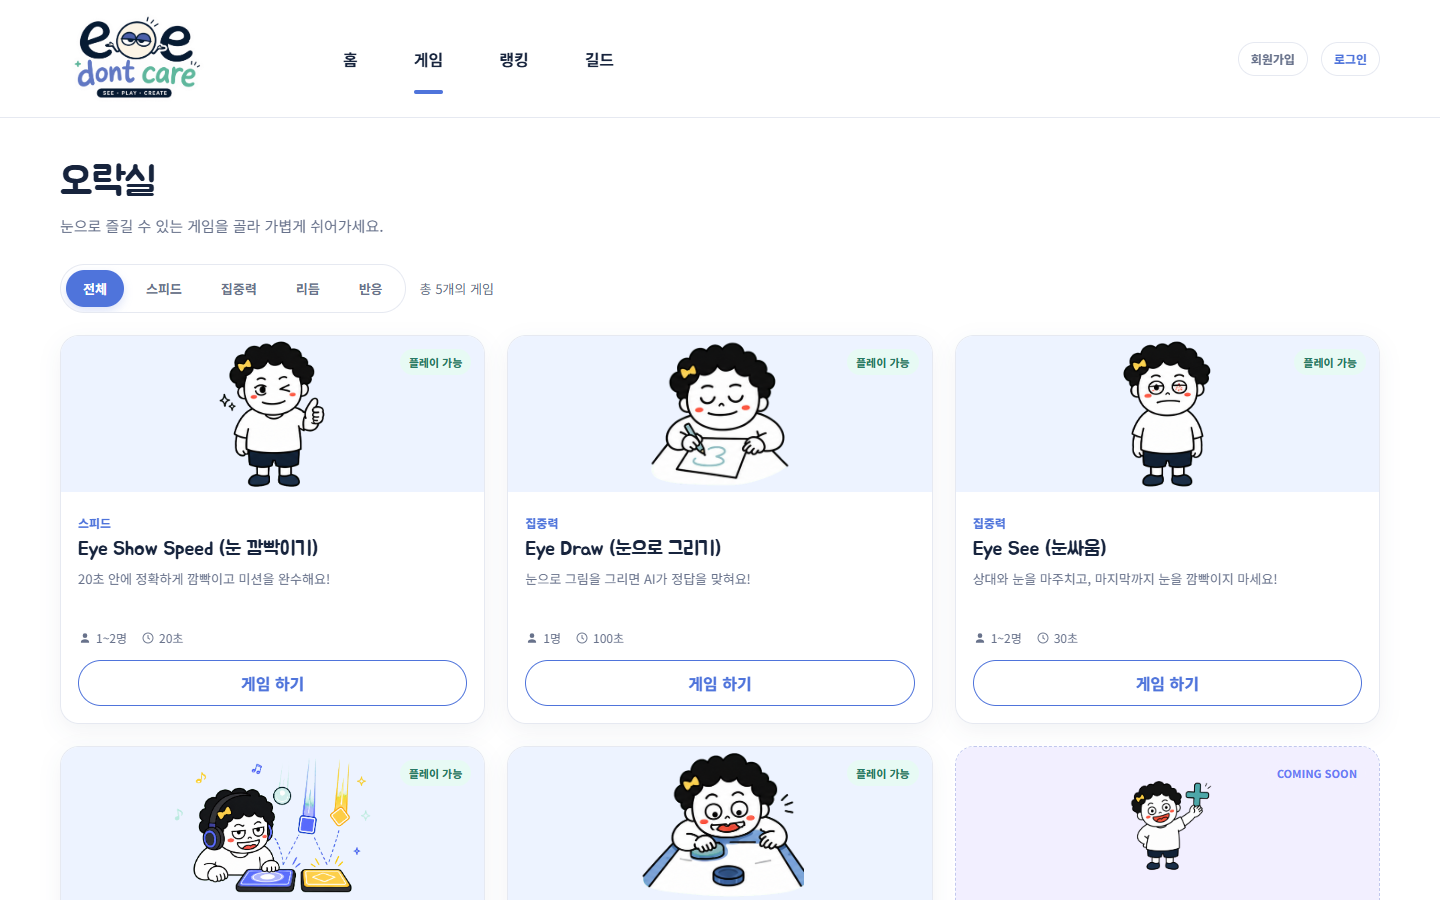 eye
dont care
SEE · PLAY · CREATE
홈
게임
랭킹
길드
회원가입
로그인
오락실
눈으로 즐길 수 있는 게임을 골라 가볍게 쉬어가세요.
전체
스피드
집중력
리듬
반응
총 5개의 게임
플레이 가능
플레이 가능
플레이 가능
스피드
Eye Show Speed (눈 깜빡이기)
20초 안에 정확하게 깜빡이고 미션을 완수해요!
1~2명
20초
게임 하기
집중력
Eye Draw (눈으로 그리기)
눈으로 그림을 그리면 AI가 정답을 맞혀요!
1명
100초
게임 하기
집중력
Eye See (눈싸움)
상대와 눈을 마주치고, 마지막까지 눈을 깜빡이지 마세요!
1~2명
30초
게임 하기
플레이 가능
플레이 가능
COMING SOON